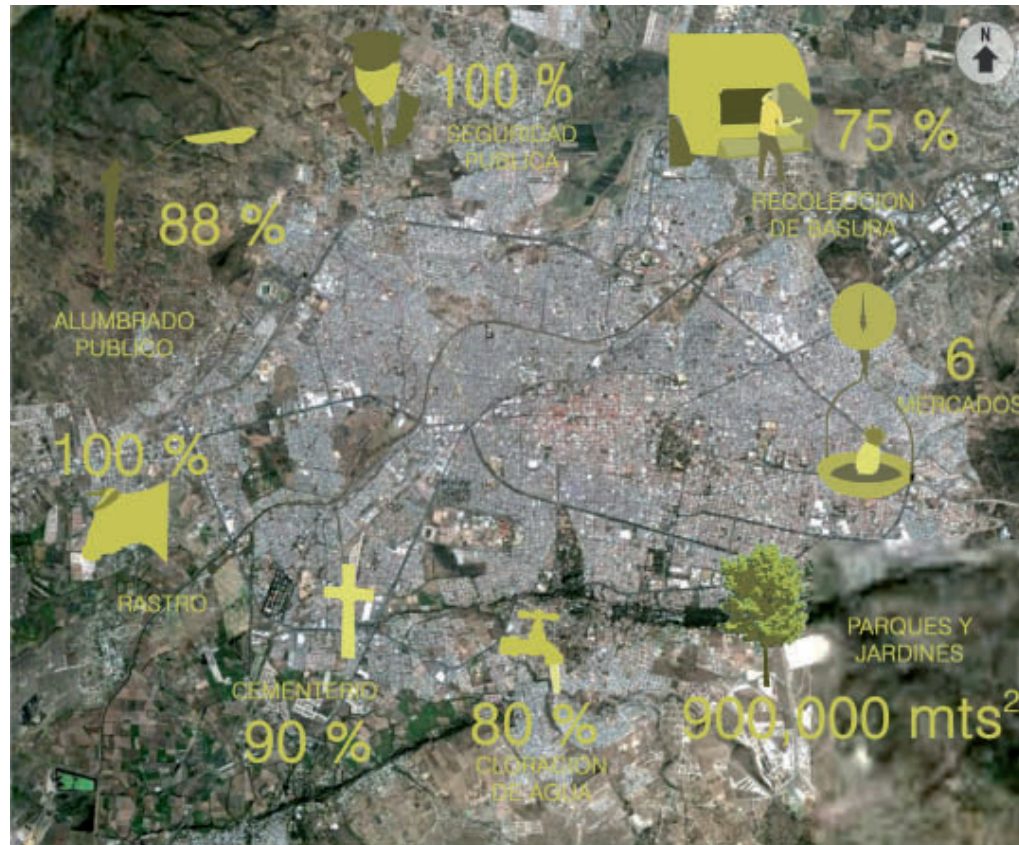 N
100 %
SEGURIDAD
PUBLICA
75 %
RECOLECCION
DE BASURA
88 %
ALUMBRADO
PUBLICO
6
MERCADOS
100 %
RASTRO
CEMENTERIO
90 %
80 %
CLORACION
DE AGUA
PARQUES Y
JARDINES
900,000 mts²